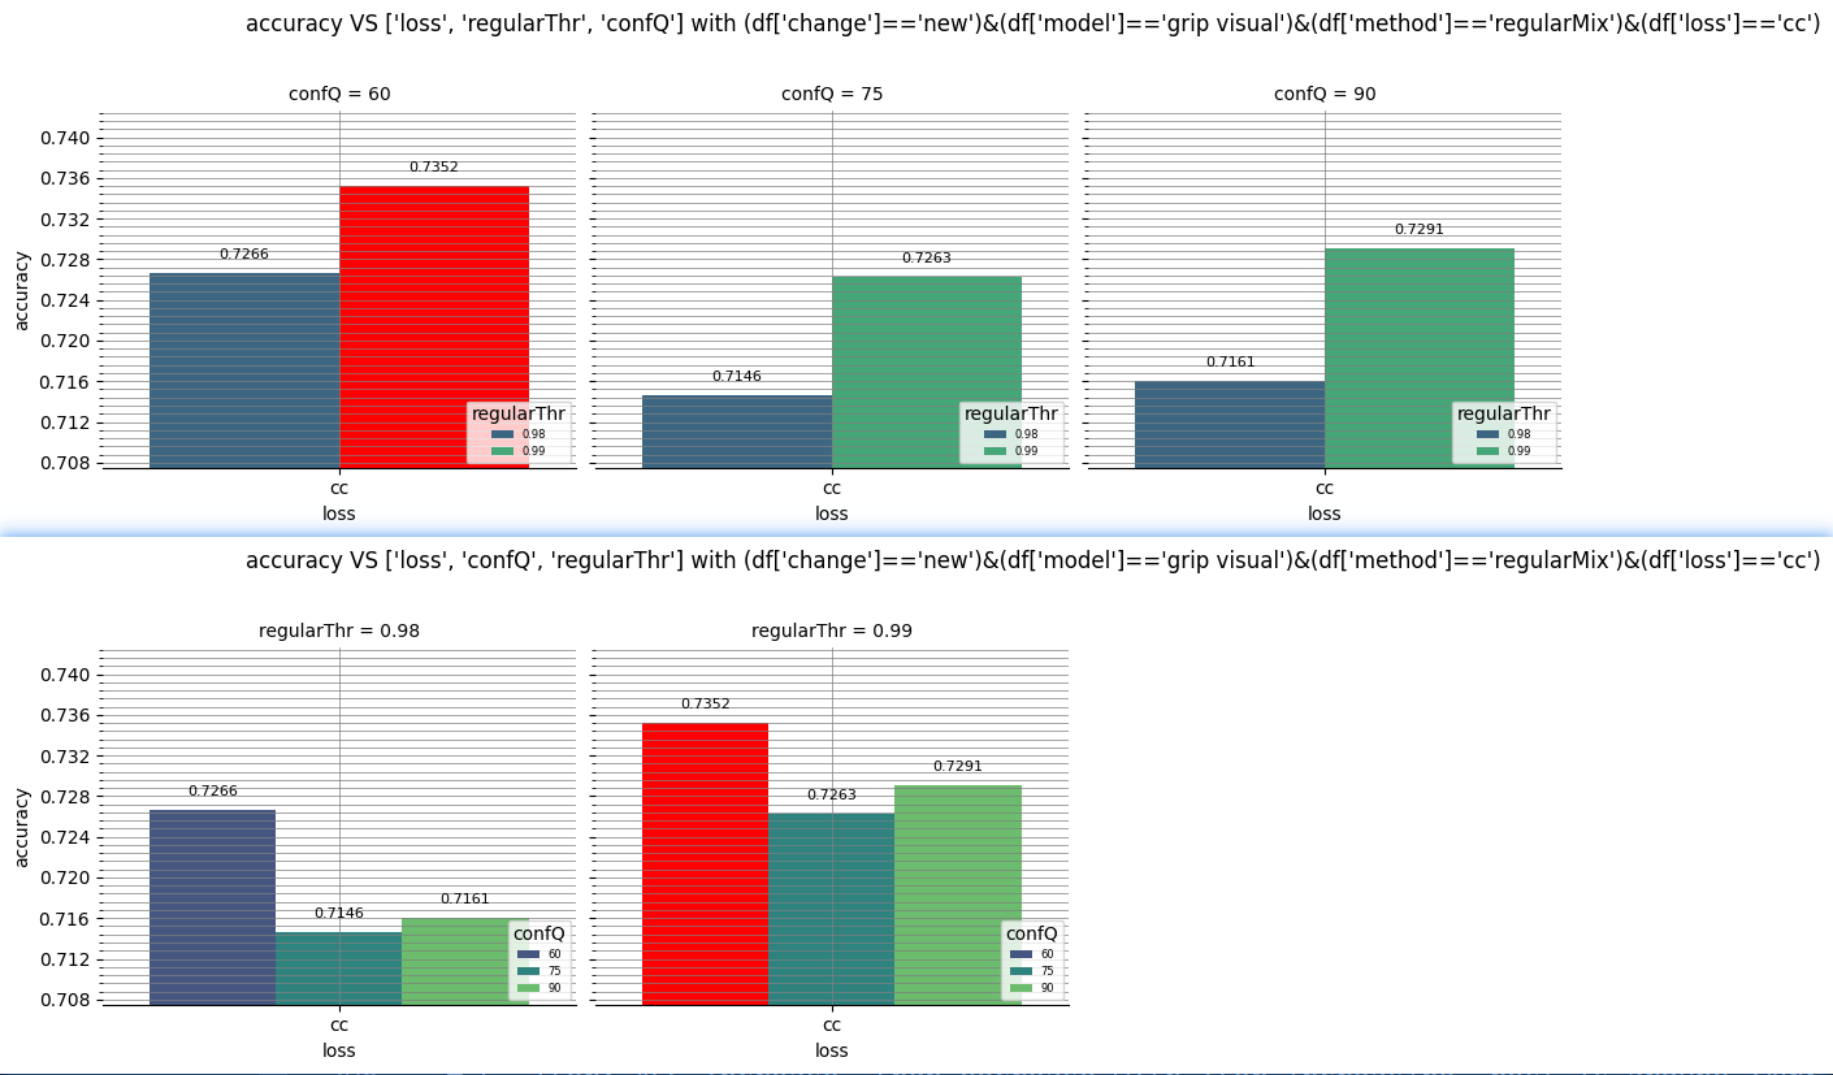 accuracy VS ['loss', 'regularThr', 'confQ'] with (df['change']=='new')&(df['model']=='grip visual')&(df['method']=='regularMix')&(df['loss']=='cc')
confQ = 60
confQ = 75
confQ = 90
accuracy
0.740
0.736
0.732
0.728
0.724
0.720
0.716
0.712
0.708
0.7266
0.7352
regularThr
0.98
0.99
cc
loss
0.7146
0.7263
regularThr
0.98
0.99
cc
loss
0.7161
0.7291
regularThr
0.98
0.99
cc
loss
accuracy VS ['loss', 'confQ', 'regularThr'] with (df['change']=='new')&(df['model']=='grip visual')&(df['method']=='regularMix')&(df['loss']=='cc')
regularThr = 0.98
regularThr = 0.99
accuracy
0.740
0.736
0.732
0.728
0.724
0.720
0.716
0.712
0.708
0.7266
0.7146
0.7161
confQ
60
75
90
cc
loss
0.7352
0.7263
0.7291
confQ
60
75
90
cc
loss